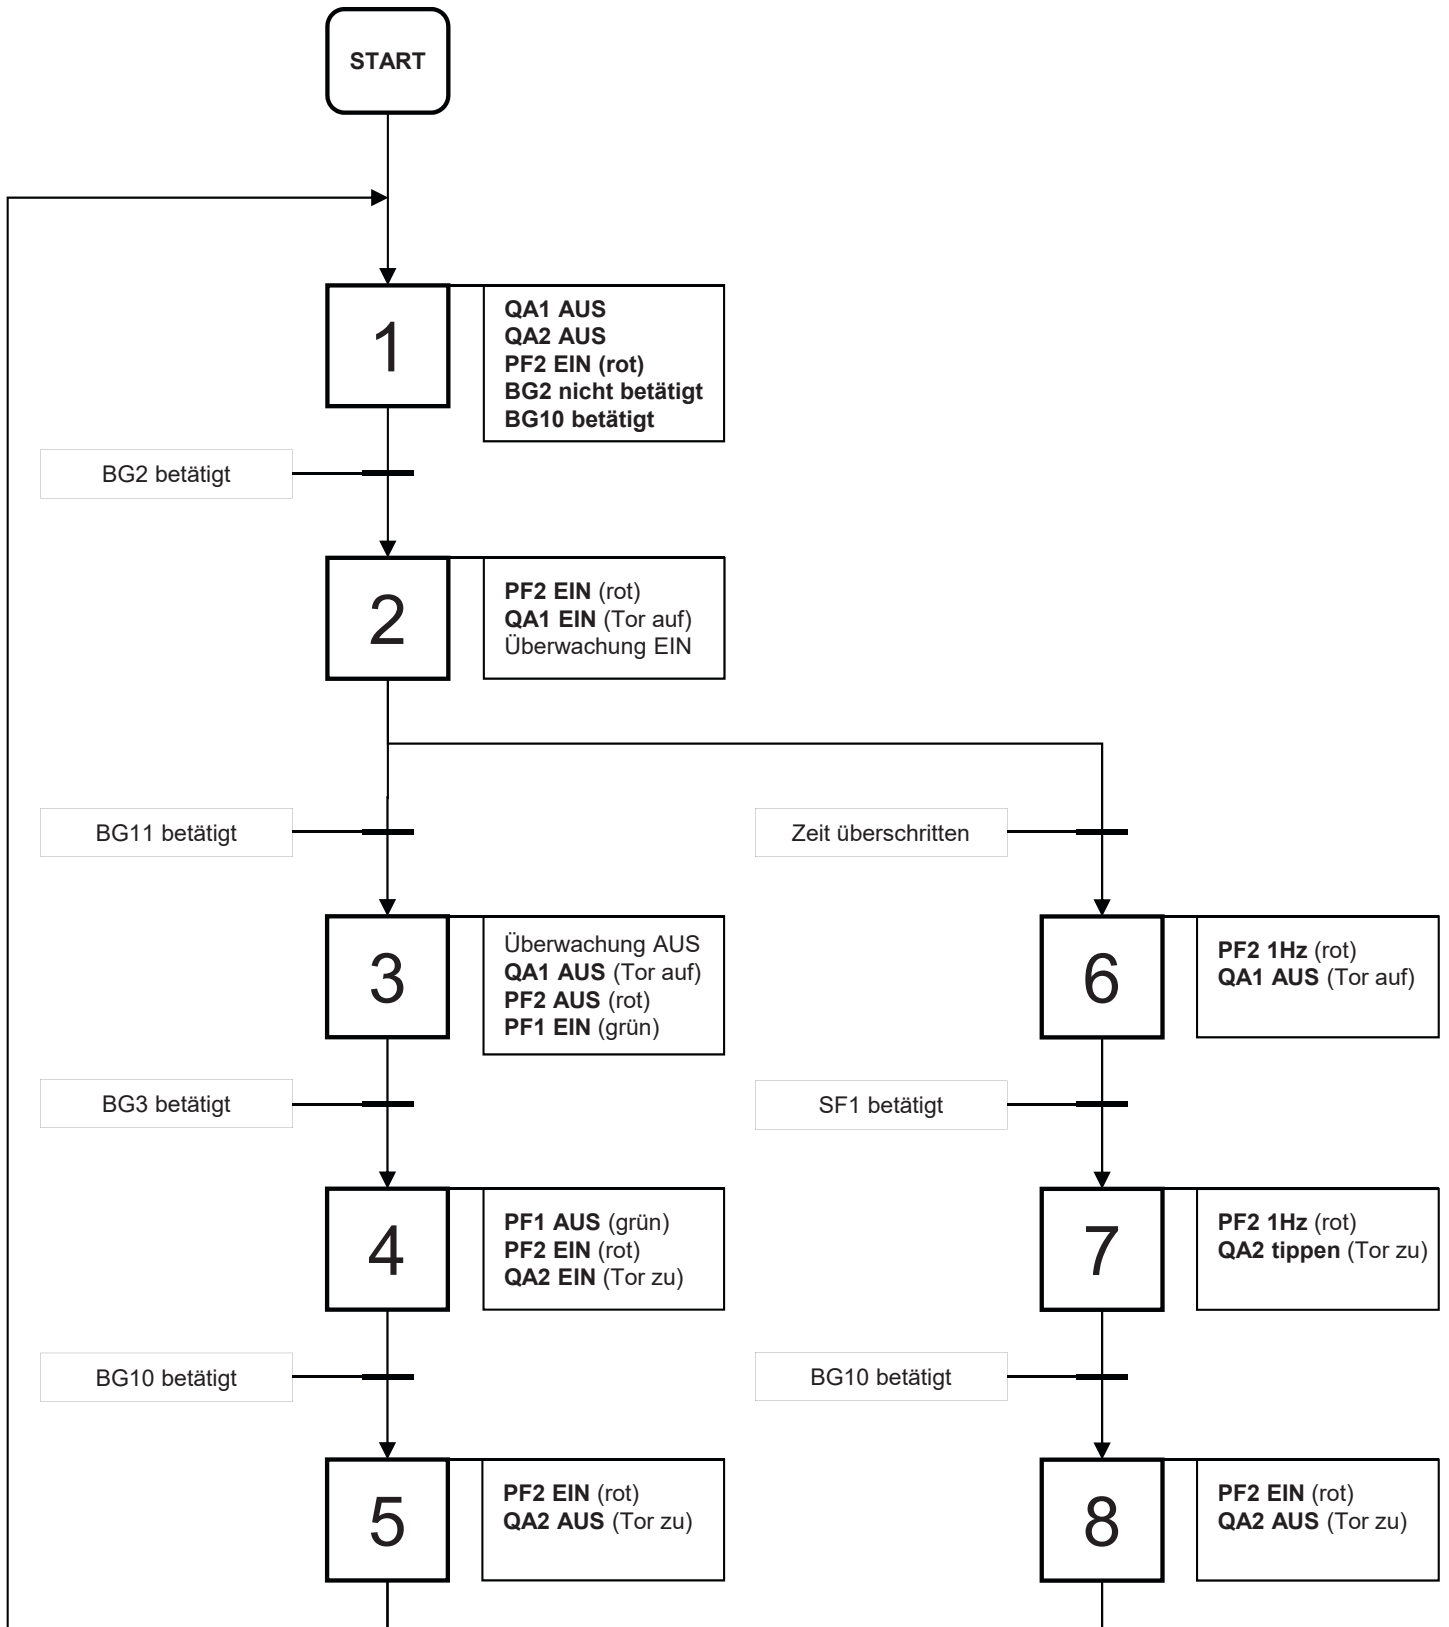 START
1
QA1 AUS
QA2 AUS
PF2 EIN (rot)
BG2 nicht betätigt
BG10 betätigt
BG2 betätigt
2
PF2 EIN (rot)
QA1 EIN (Tor auf)
Überwachung EIN
BG11 betätigt
Zeit überschritten
3
Überwachung AUS
QA1 AUS (Tor auf)
PF2 AUS (rot)
PF1 EIN (grün)
6
PF2 1Hz (rot)
QA1 AUS (Tor auf)
BG3 betätigt
SF1 betätigt
4
PF1 AUS (grün)
PF2 EIN (rot)
QA2 EIN (Tor zu)
7
PF2 1Hz (rot)
QA2 tippen (Tor zu)
BG10 betätigt
BG10 betätigt
5
PF2 EIN (rot)
QA2 AUS (Tor zu)
8
PF2 EIN (rot)
QA2 AUS (Tor zu)